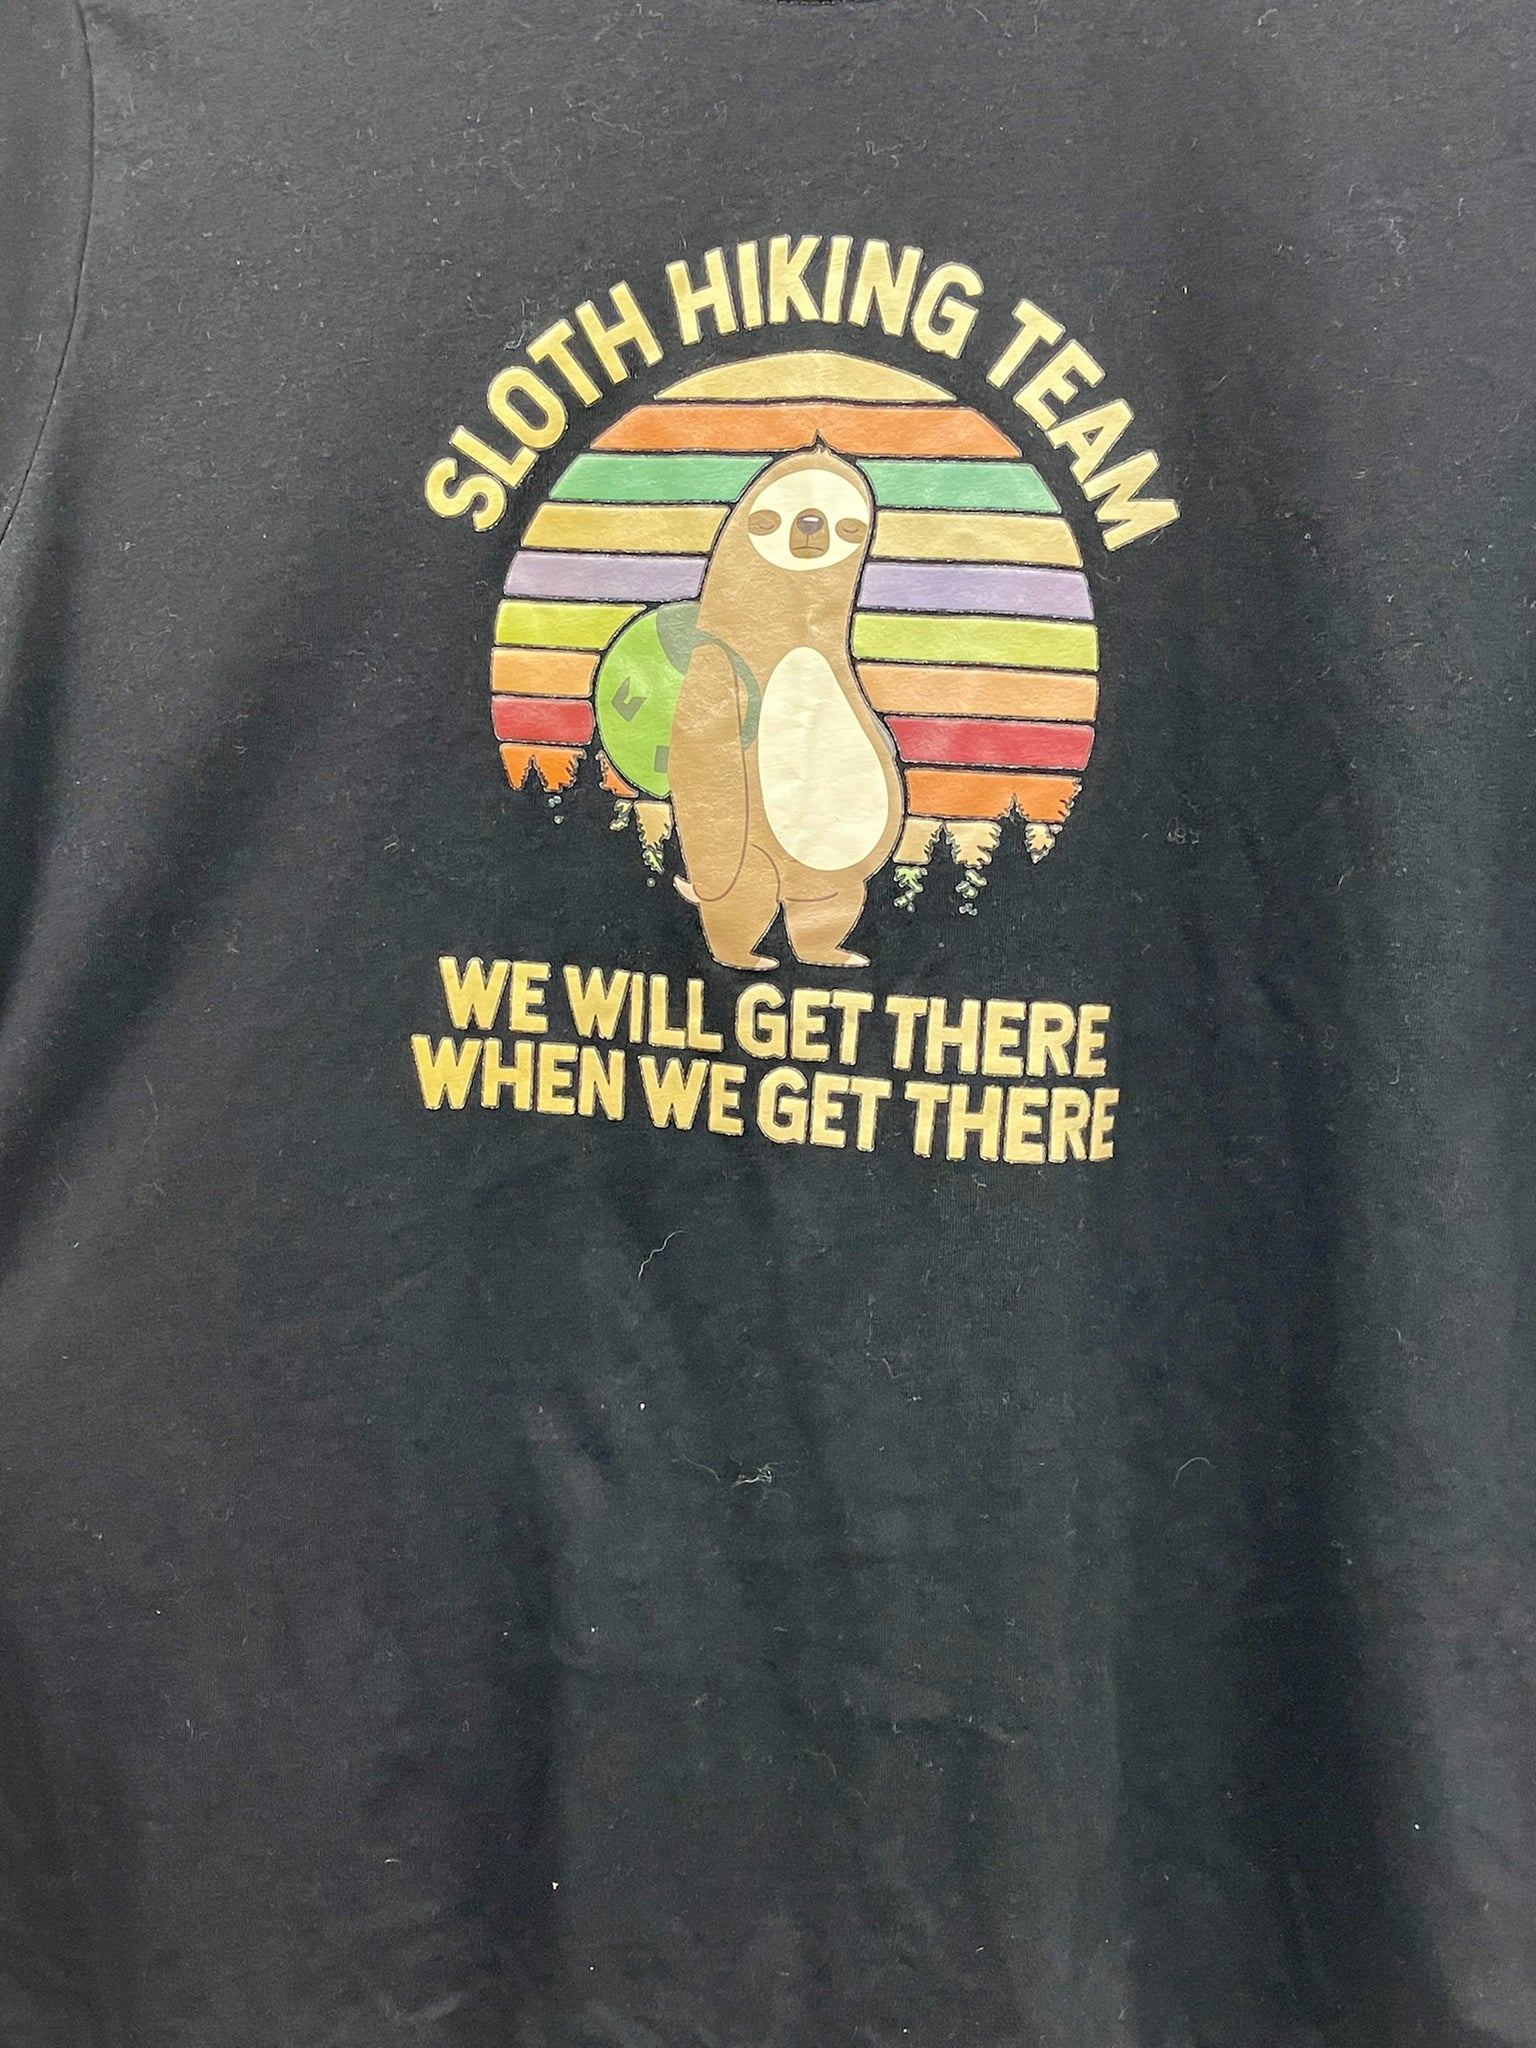 SLOTH HIKING TEAM
WE WILL GET THERE
WHEN WE GET THERE